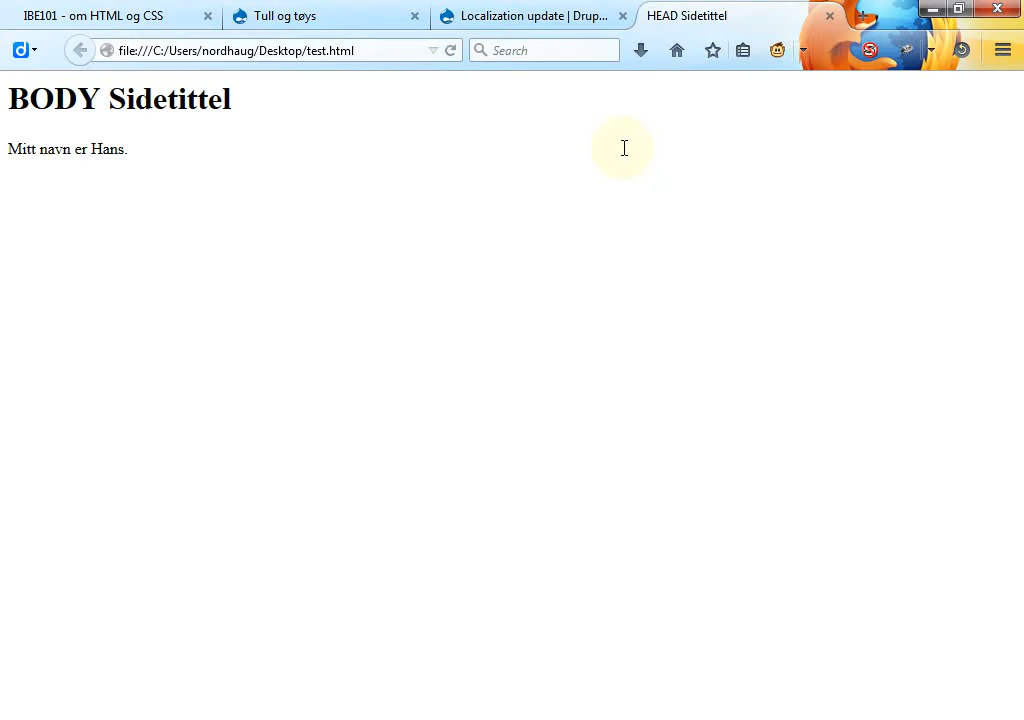 IBE101 - om HTML og CSS
Tull og tøys
Localization update | Drup...
HEAD Sidetittel
file:///C:/Users/nordhaug/Desktop/test.html
Search
BODY Sidetittel
Mitt navn er Hans.